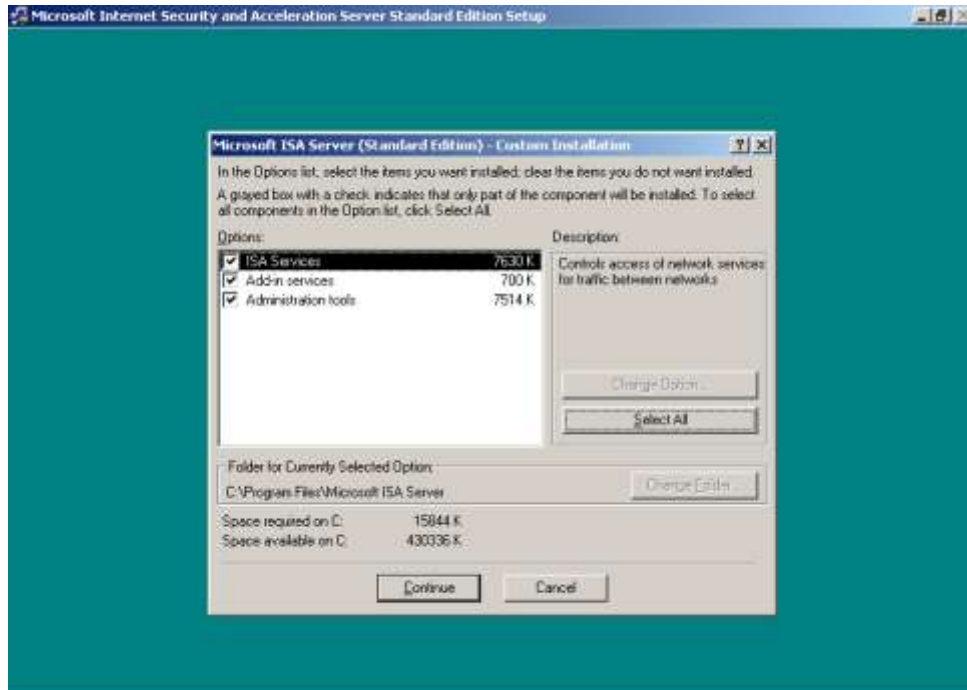 Microsoft Internet Security and Acceleration Server Standard Edition Setup
Microsoft ISA Server (Standard Edition) - Custom Installation
In the Options list, select the items you want installed; clear the items you do not want installed.
A grayed box with a check indicates that only part of the component will be installed. To select
all components in the Option list, click Select All.
Options: Description:
ISA Services 7630 K
Add-in services 700 K
Administration tools 7514 K
Controls access of network services
for traffic between networks
Change Option...
Select All
Folder for Currently Selected Option:
C:\Program Files\Microsoft ISA Server
Change Folder...
Space required on C: 15844 K
Space available on C: 430336 K
Continue Cancel